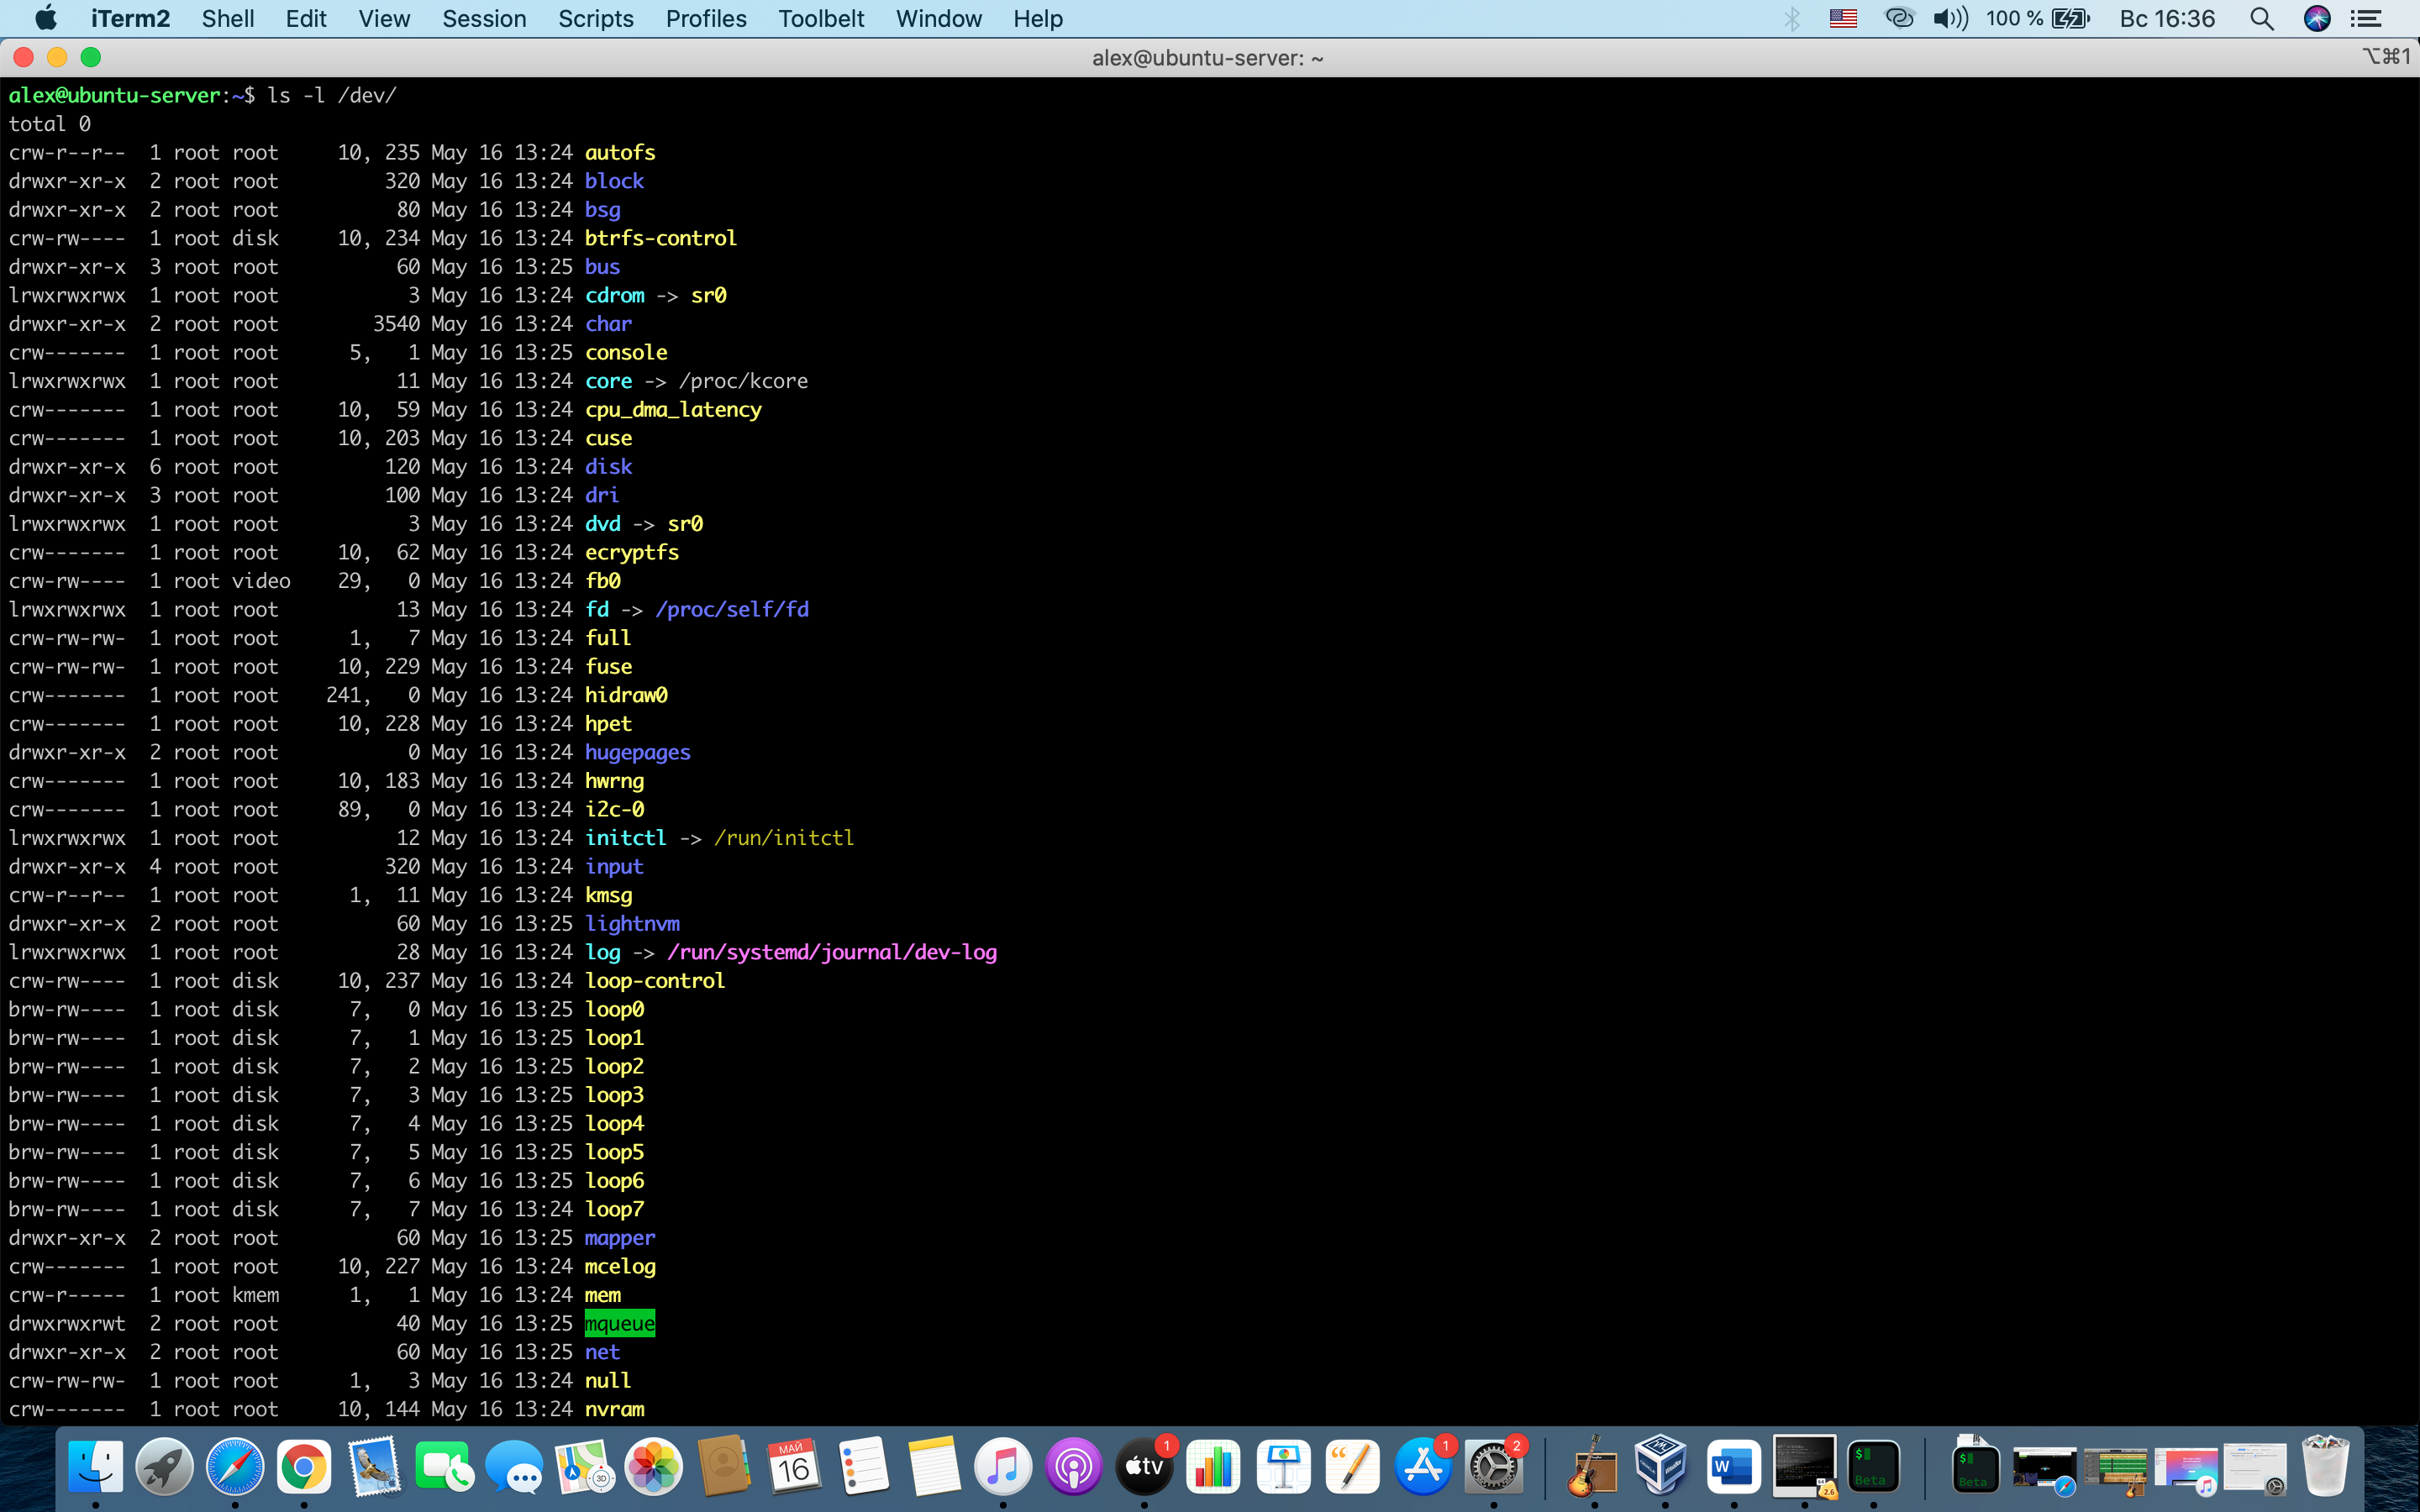 iTerm2 Shell Edit View Session Scripts Profiles Toolbelt Window Help 100 % Вс 16:36
alex@ubuntu-server: ~ ⌥⌘1
alex@ubuntu-server:~$ ls -l /dev/
total 0
crw-r--r--  1 root root     10, 235 May 16 13:24 autofs
drwxr-xr-x  2 root root         320 May 16 13:24 block
drwxr-xr-x  2 root root          80 May 16 13:24 bsg
crw-rw----  1 root disk     10, 234 May 16 13:24 btrfs-control
drwxr-xr-x  3 root root          60 May 16 13:25 bus
lrwxrwxrwx  1 root root           3 May 16 13:24 cdrom -> sr0
drwxr-xr-x  2 root root        3540 May 16 13:24 char
crw-------  1 root root      5,   1 May 16 13:25 console
lrwxrwxrwx  1 root root          11 May 16 13:24 core -> /proc/kcore
crw-------  1 root root     10,  59 May 16 13:24 cpu_dma_latency
crw-------  1 root root     10, 203 May 16 13:24 cuse
drwxr-xr-x  6 root root         120 May 16 13:24 disk
drwxr-xr-x  3 root root         100 May 16 13:24 dri
lrwxrwxrwx  1 root root           3 May 16 13:24 dvd -> sr0
crw-------  1 root root     10,  62 May 16 13:24 ecryptfs
crw-rw----  1 root video    29,   0 May 16 13:24 fb0
lrwxrwxrwx  1 root root          13 May 16 13:24 fd -> /proc/self/fd
crw-rw-rw-  1 root root      1,   7 May 16 13:24 full
crw-rw-rw-  1 root root     10, 229 May 16 13:24 fuse
crw-------  1 root root    241,   0 May 16 13:24 hidraw0
crw-------  1 root root     10, 228 May 16 13:24 hpet
drwxr-xr-x  2 root root           0 May 16 13:24 hugepages
crw-------  1 root root     10, 183 May 16 13:24 hwrng
crw-------  1 root root     89,   0 May 16 13:24 i2c-0
lrwxrwxrwx  1 root root          12 May 16 13:24 initctl -> /run/initctl
drwxr-xr-x  4 root root         320 May 16 13:24 input
crw-r--r--  1 root root      1,  11 May 16 13:24 kmsg
drwxr-xr-x  2 root root          60 May 16 13:25 lightnvm
lrwxrwxrwx  1 root root          28 May 16 13:24 log -> /run/systemd/journal/dev-log
crw-rw----  1 root disk     10, 237 May 16 13:24 loop-control
brw-rw----  1 root disk      7,   0 May 16 13:25 loop0
brw-rw----  1 root disk      7,   1 May 16 13:25 loop1
brw-rw----  1 root disk      7,   2 May 16 13:25 loop2
brw-rw----  1 root disk      7,   3 May 16 13:25 loop3
brw-rw----  1 root disk      7,   4 May 16 13:25 loop4
brw-rw----  1 root disk      7,   5 May 16 13:25 loop5
brw-rw----  1 root disk      7,   6 May 16 13:25 loop6
brw-rw----  1 root disk      7,   7 May 16 13:24 loop7
drwxr-xr-x  2 root root          60 May 16 13:25 mapper
crw-------  1 root root     10, 227 May 16 13:24 mcelog
crw-r-----  1 root kmem      1,   1 May 16 13:24 mem
drwxrwxrwt  2 root root          40 May 16 13:25 mqueue
drwxr-xr-x  2 root root          60 May 16 13:25 net
crw-rw-rw-  1 root root      1,   3 May 16 13:24 null
crw-------  1 root root     10, 144 May 16 13:24 nvram
3D МАЙ 16 tv 1 1 2 W 2.6 $ Beta $ Beta